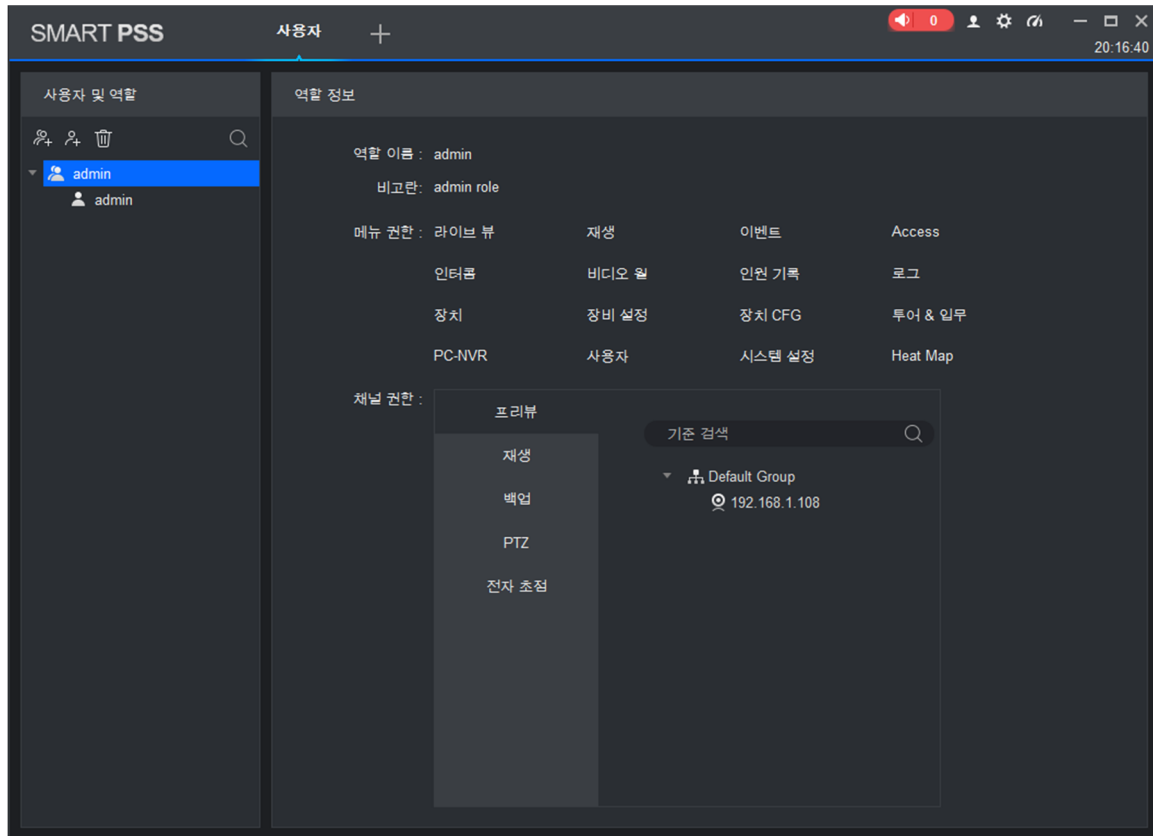 SMART PSS
사용자
0
20:16:40
사용자 및 역할
역할 정보
admin
admin
역할 이름 : admin
비고란: admin role
메뉴 권한 : 라이브 뷰 재생 이벤트 Access
인터콤 비디오 월 인원 기록 로그
장치 장비 설정 장치 CFG 투어 & 임무
PC-NVR 사용자 시스템 설정 Heat Map
채널 권한 :
프리뷰
재생
백업
PTZ
전자 초점
기준 검색
Default Group
192.168.1.108